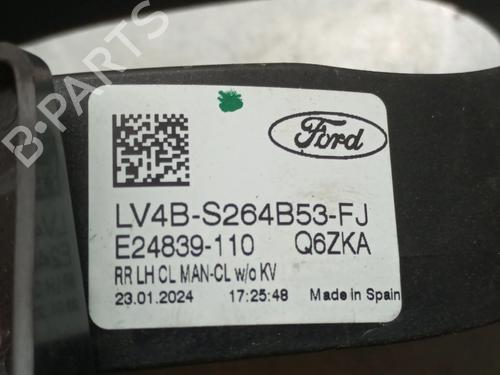 Ford
LV4B-S264B53-FJ
E24839-110 Q6ZKA
RR LH CL MAN-CL w/o KV
23.01.2024 17:25:48 Made in Spain
B-PARTS